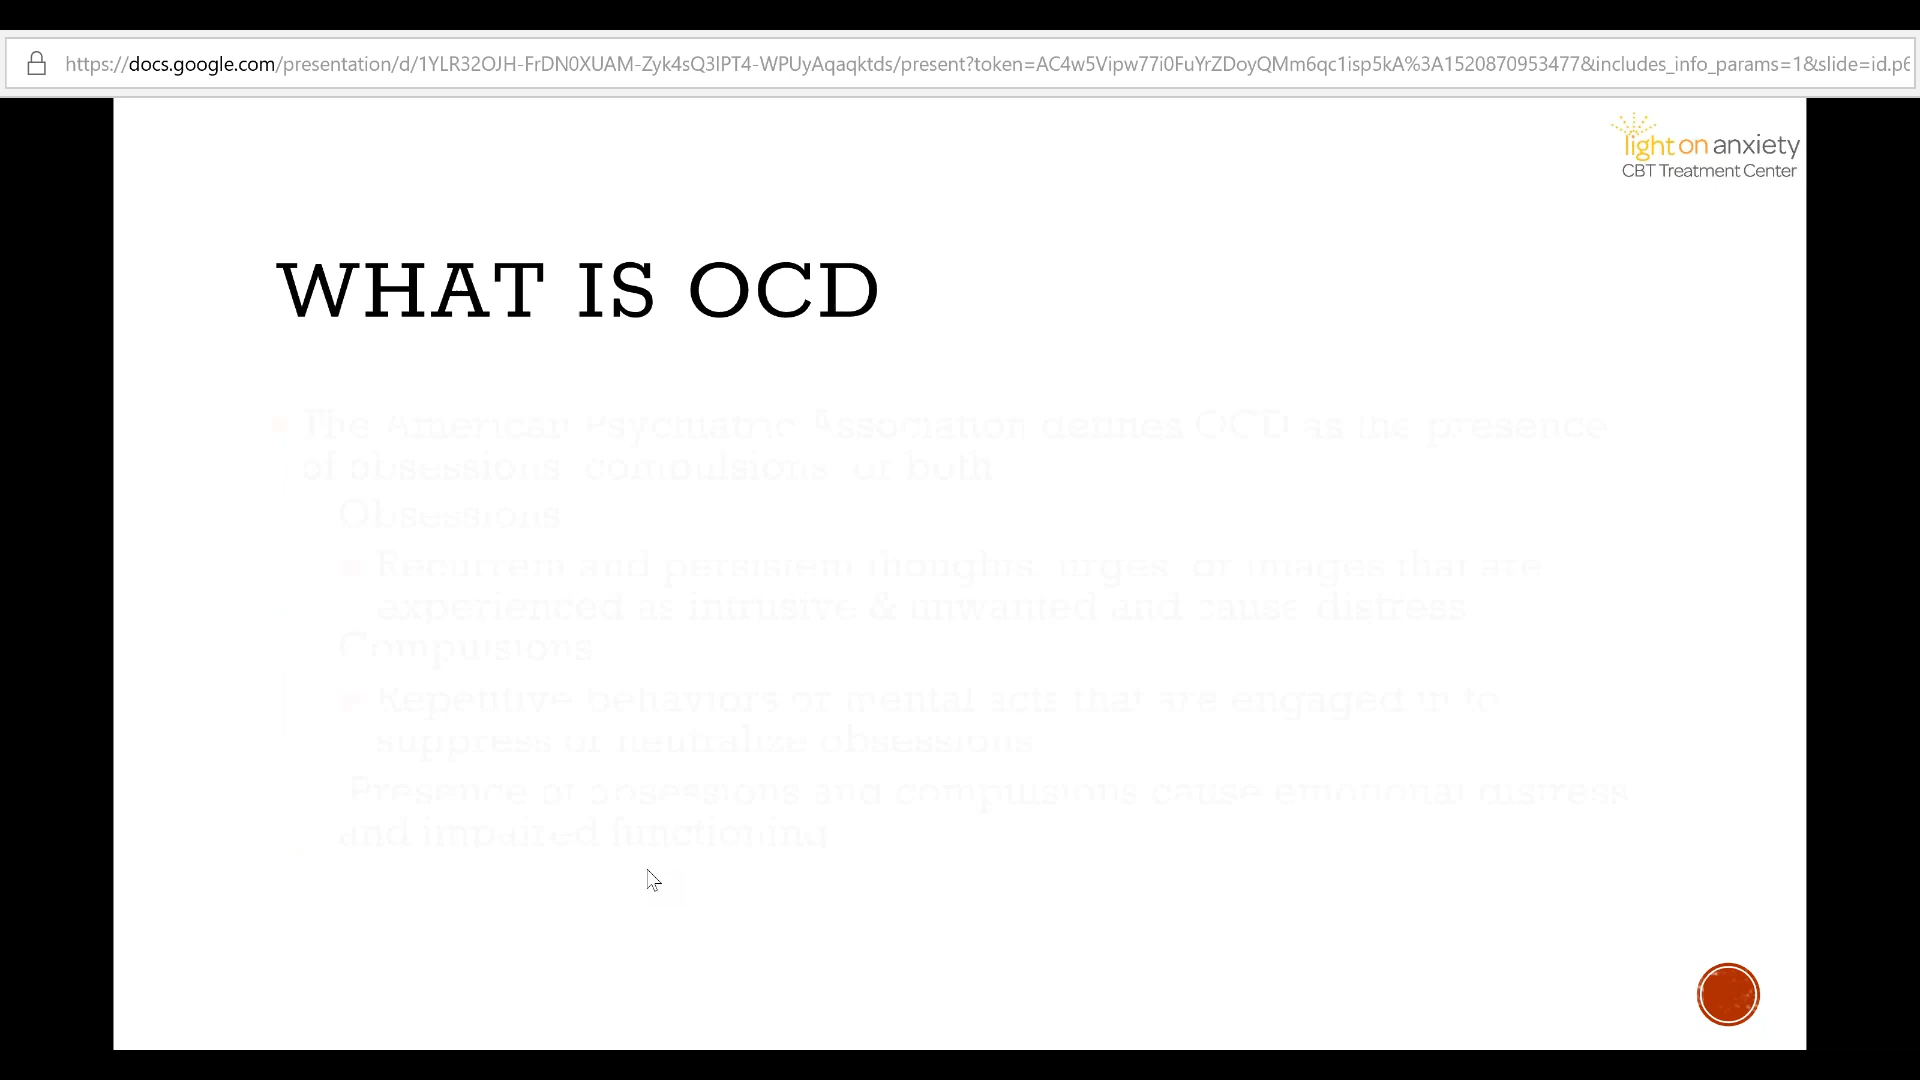 https://docs.google.com/presentation/d/1YLR32OJH-FrDN0XUAM-Zyk4sQ3lPT4-WPUyAqaqktds/present?token=AC4w5Vipw77i0FuYrZDoyQMm6qc1isp5kA%3A1520870953477&includes_info_params=1&slide=id.p6
light on anxiety
CBT Treatment Center
WHAT IS OCD
The American Psychiatric Association defines OCD as the presence
of obsessions, compulsions, or both
Obsessions
Recurrent and persistent thoughts, urges, or images that are
experienced as intrusive & unwanted and cause distress
Compulsions
Repetitive behaviors or mental acts that are engaged in to
suppress or neutralize obsessions
Presence of obsessions and compulsions cause emotional distress
and impaired functioning